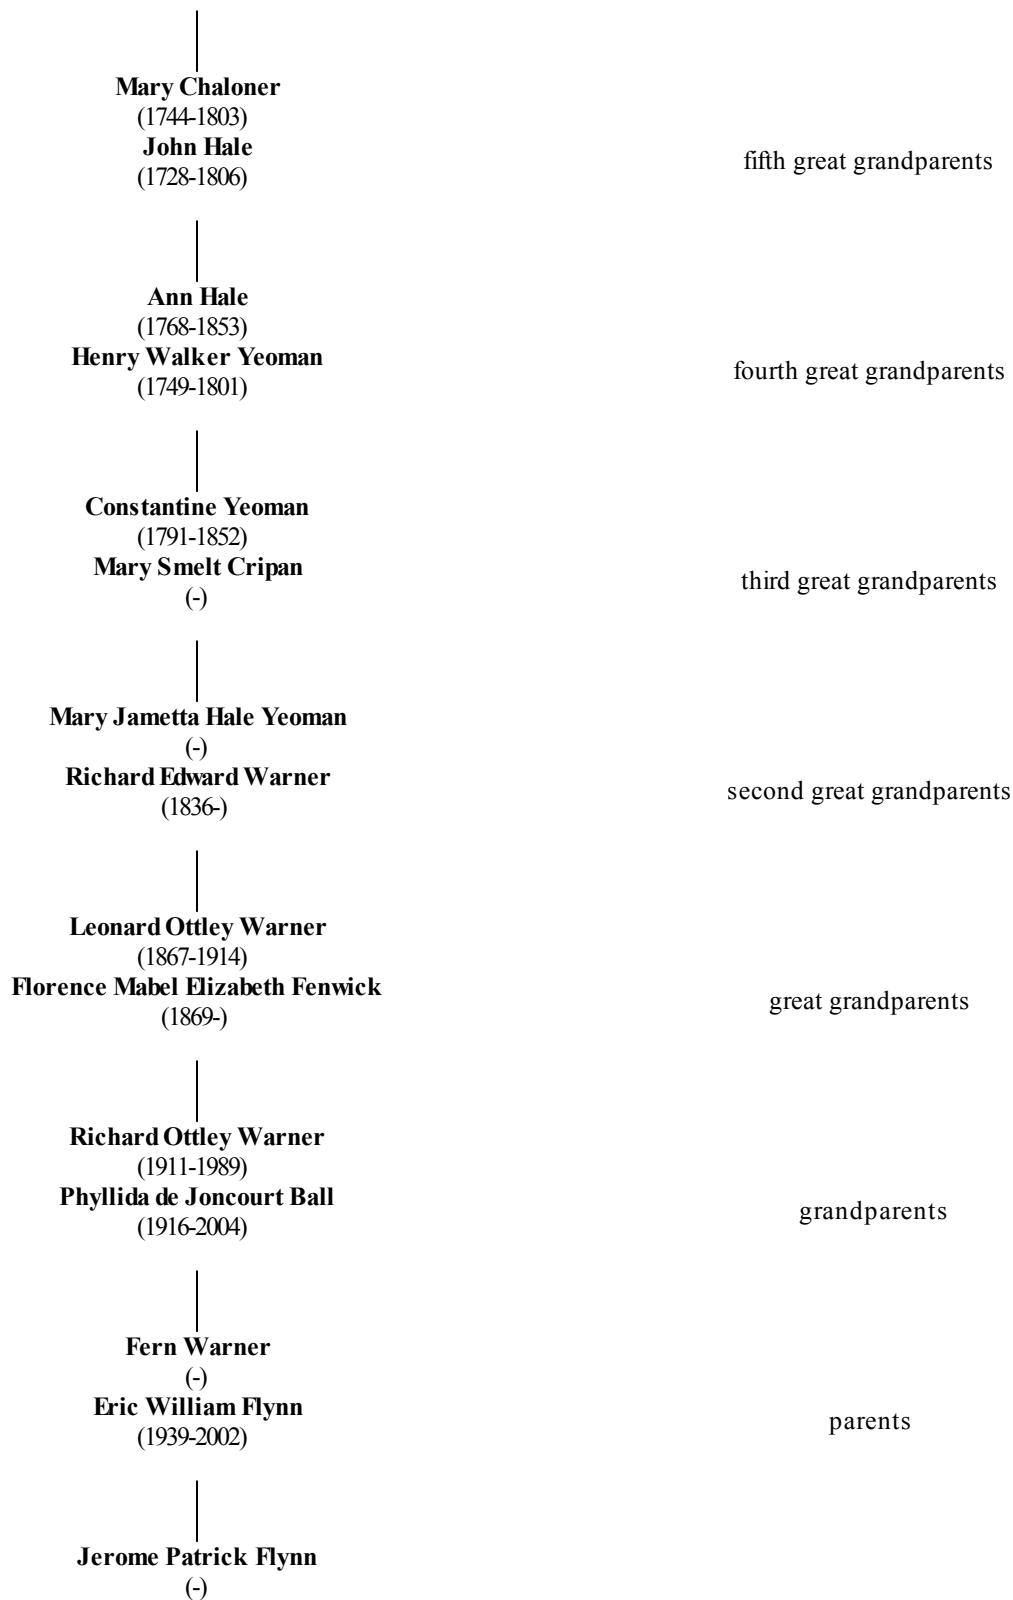 Mary Chaloner
(1744-1803)
John Hale
(1728-1806)
fifth great grandparents
Ann Hale
(1768-1853)
Henry Walker Yeoman
(1749-1801)
fourth great grandparents
Constantine Yeoman
(1791-1852)
Mary Smelt Cripan
(-)
third great grandparents
Mary Jametta Hale Yeoman
(-)
Richard Edward Warner
(1836-)
second great grandparents
Leonard Ottley Warner
(1867-1914)
Florence Mabel Elizabeth Fenwick
(1869-)
great grandparents
Richard Ottley Warner
(1911-1989)
Phyllida de Joncourt Ball
(1916-2004)
grandparents
Fern Warner
(-)
Eric William Flynn
(1939-2002)
parents
Jerome Patrick Flynn
(-)